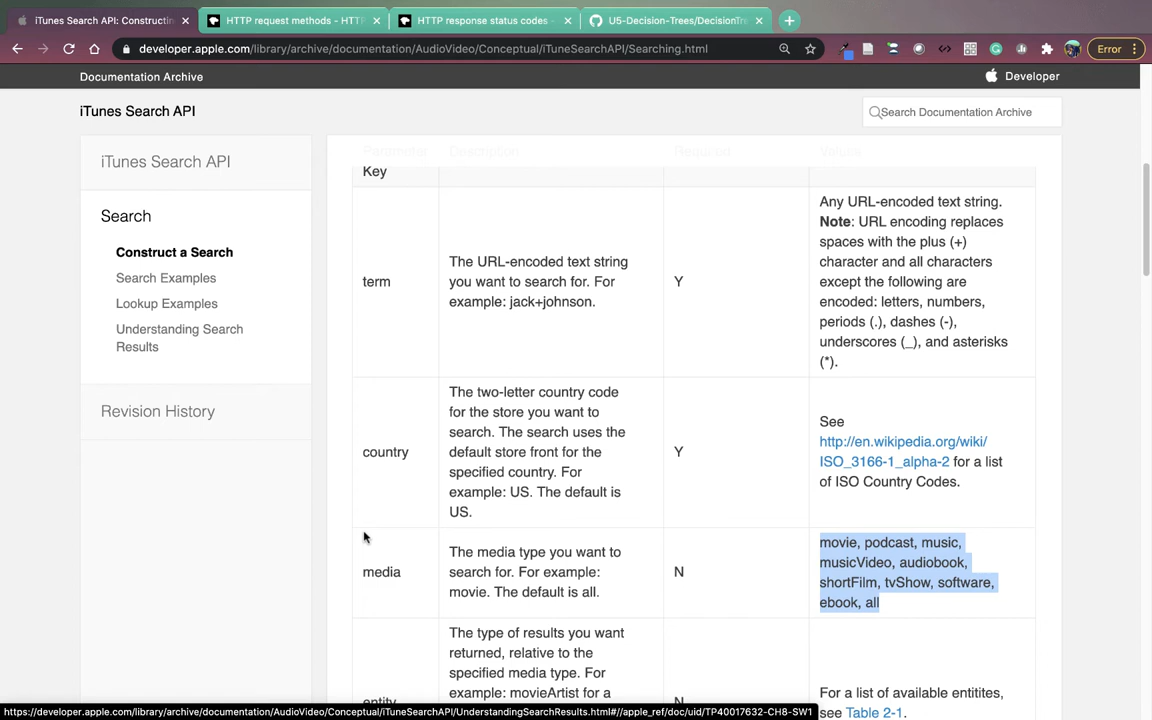 iTunes Search API: Constructin
HTTP request methods - HTTP
HTTP response status codes -
U5-Decision-Trees/DecisionTre
developer.apple.com/library/archive/documentation/AudioVideo/Conceptual/iTuneSearchAPI/Searching.html
Error
Documentation Archive
Developer
iTunes Search API
Search Documentation Archive
iTunes Search API
Search
Construct a Search
Search Examples
Lookup Examples
Understanding Search
Results
Revision History
Parameter Description Required Values
Key
term
The URL-encoded text string
you want to search for. For
example: jack+johnson.
Y
Any URL-encoded text string.
Note: URL encoding replaces
spaces with the plus (+)
character and all characters
except the following are
encoded: letters, numbers,
periods (.), dashes (-),
underscores (_), and asterisks
(*).
country
The two-letter country code
for the store you want to
search. The search uses the
default store front for the
specified country. For
example: US. The default is
US.
Y
See
http://en.wikipedia.org/wiki/
ISO_3166-1_alpha-2 for a list
of ISO Country Codes.
media
The media type you want to
search for. For example:
movie. The default is all.
N
movie, podcast, music,
musicVideo, audiobook,
shortFilm, tvShow, software,
ebook, all
entity
The type of results you want
returned, relative to the
specified media type. For
example: movieArtist for a
N
For a list of available entitites,
see Table 2-1.
https://developer.apple.com/library/archive/documentation/AudioVideo/Conceptual/iTuneSearchAPI/UnderstandingSearchResults.html#//apple_ref/doc/uid/TP40017632-CH8-SW1